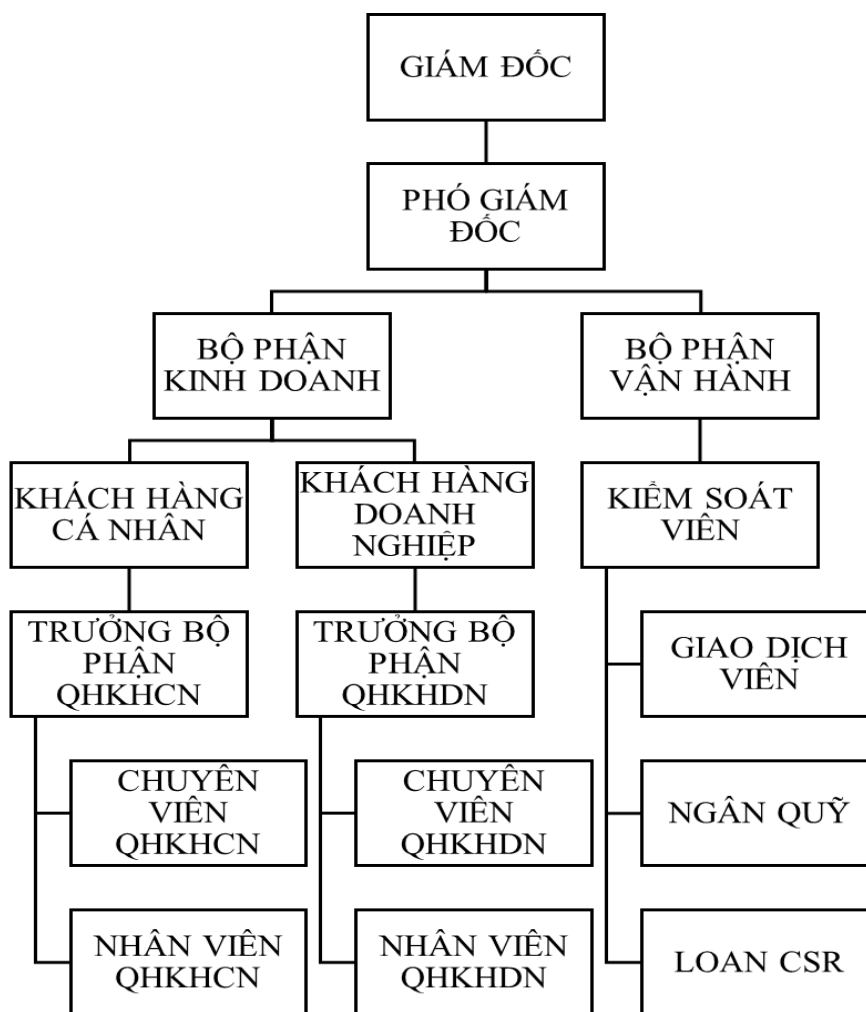 GIÁM ĐỐC
PHÓ GIÁM
ĐỐC
BỘ PHẬN
KINH DOANH
BỘ PHẬN
VẬN HÀNH
KHÁCH HÀNG
CÁ NHÂN
KHÁCH HÀNG
DOANH
NGHIỆP
KIỂM SOÁT
VIÊN
TRƯỞNG BỘ
PHẬN
QHKHCN
TRƯỞNG BỘ
PHẬN
QHKHDN
GIAO DỊCH
VIÊN
CHUYÊN
VIÊN
QHKHCN
CHUYÊN
VIÊN
QHKHDN
NGÂN QUỸ
NHÂN VIÊN
QHKHCN
NHÂN VIÊN
QHKHDN
LOAN CSR